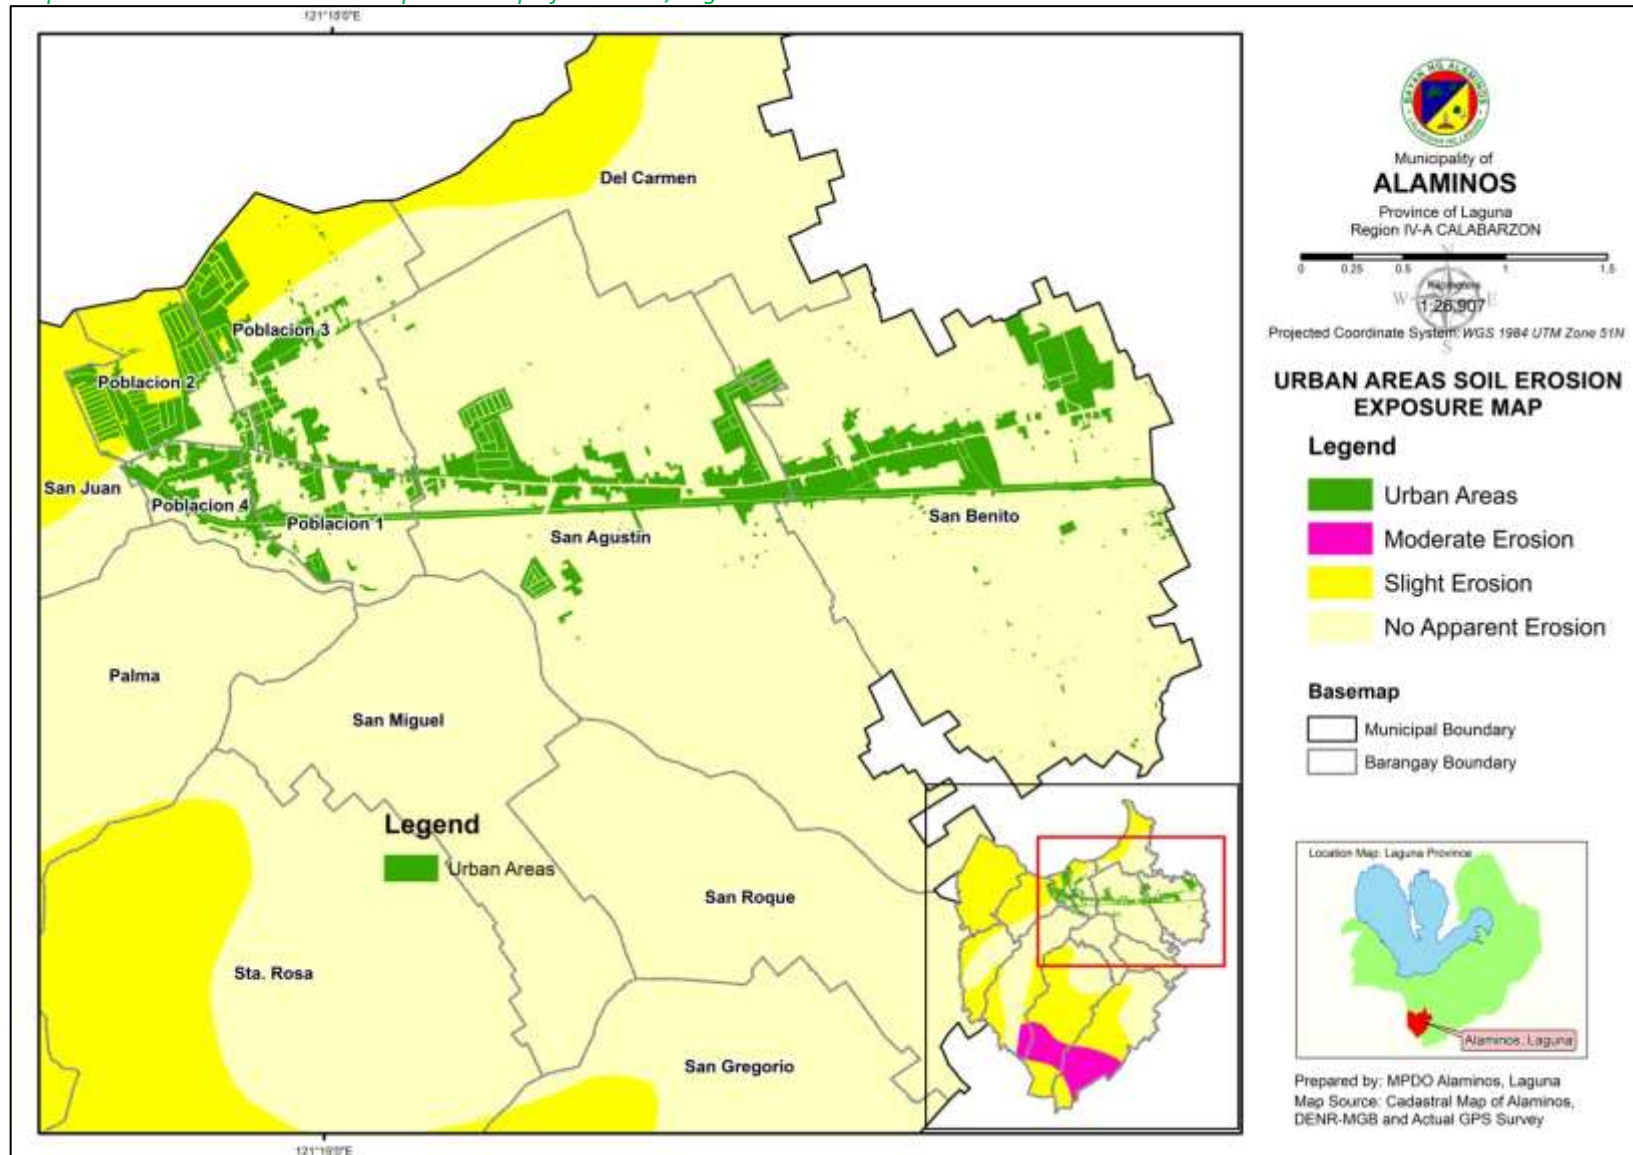 121°18'0"E
Del Carmen
Poblacion 3
Poblacion 2
San Juan
Poblacion 4
Poblacion 1
San Agustin
San Benito
Palma
San Miguel
Legend
Urban Areas
San Roque
Sta. Rosa
San Gregorio
BAYAN NG ALAMINOS
Municipality of
ALAMINOS
Province of Laguna
Region IV-A CALABARZON
0 0.25 0.5 1 1.5
N
W E
1:26,907
Projected Coordinate System: WGS 1984 UTM Zone 51N
S
URBAN AREAS SOIL EROSION
EXPOSURE MAP
Legend
Urban Areas
Moderate Erosion
Slight Erosion
No Apparent Erosion
Basemap
Municipal Boundary
Barangay Boundary
Location Map: Laguna Province
Alaminos, Laguna
Prepared by: MPDO Alaminos, Laguna
Map Source: Cadastral Map of Alaminos,
DENR-MGB and Actual GPS Survey